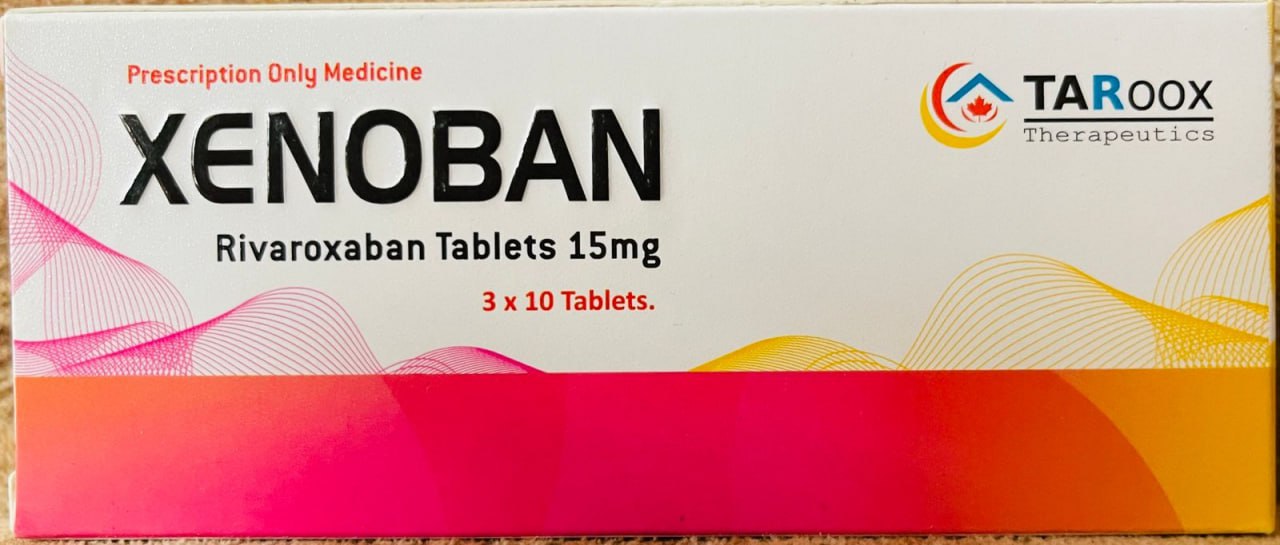 Prescription Only Medicine
XENOBAN
Rivaroxaban Tablets 15mg
3 x 10 Tablets.
TARoox
Therapeutics